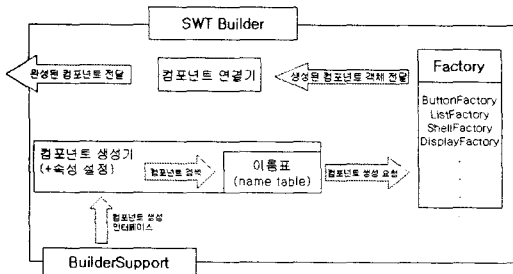 SWT Builder
완성된 컴포넌트 전달
컴포넌트 연결기
생성된 컴포넌트 객체 전달
Factory
ButtonFactory
ListFactory
ShellFactory
DisplayFactory
컴포넌트 생성기
(+속성 설정)
컴포넌트 검색
이름표
(name table)
컴포넌트 생성 요청
컴포넌트 생성
인터페이스
BuilderSupport